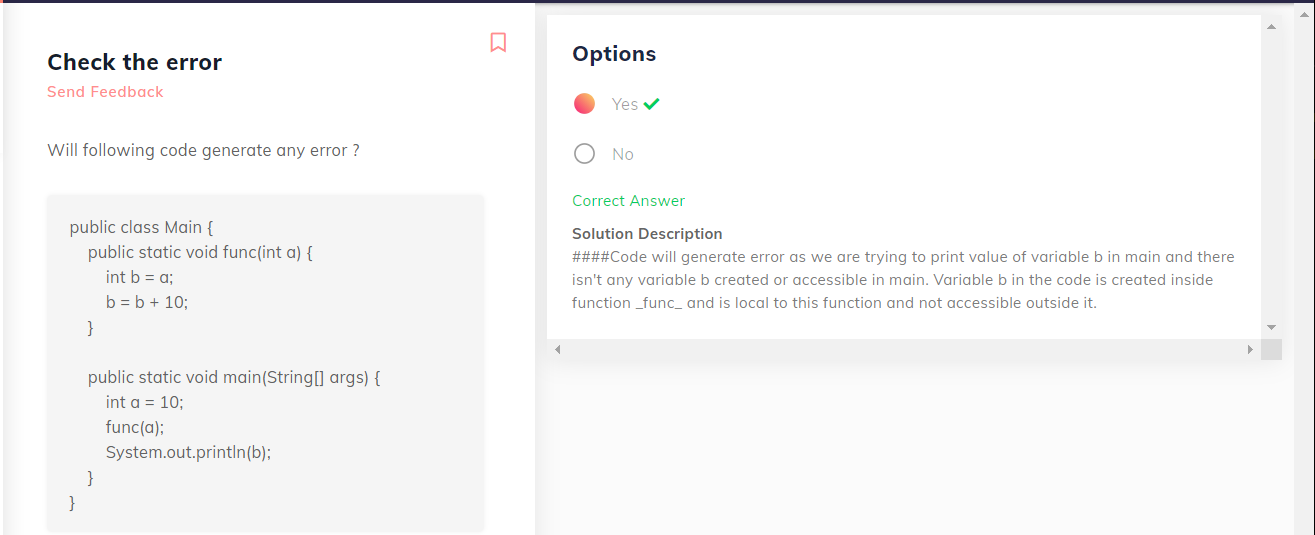 Check the error
Send Feedback
Will following code generate any error ?
public class Main {
    public static void func(int a) {
        int b = a;
        b = b + 10;
    }

    public static void main(String[] args) {
        int a = 10;
        func(a);
        System.out.println(b);
    }
}
Options
Yes
No
Correct Answer
Solution Description
####Code will generate error as we are trying to print value of variable b in main and there
isn't any variable b created or accessible in main. Variable b in the code is created inside
function _func_ and is local to this function and not accessible outside it.